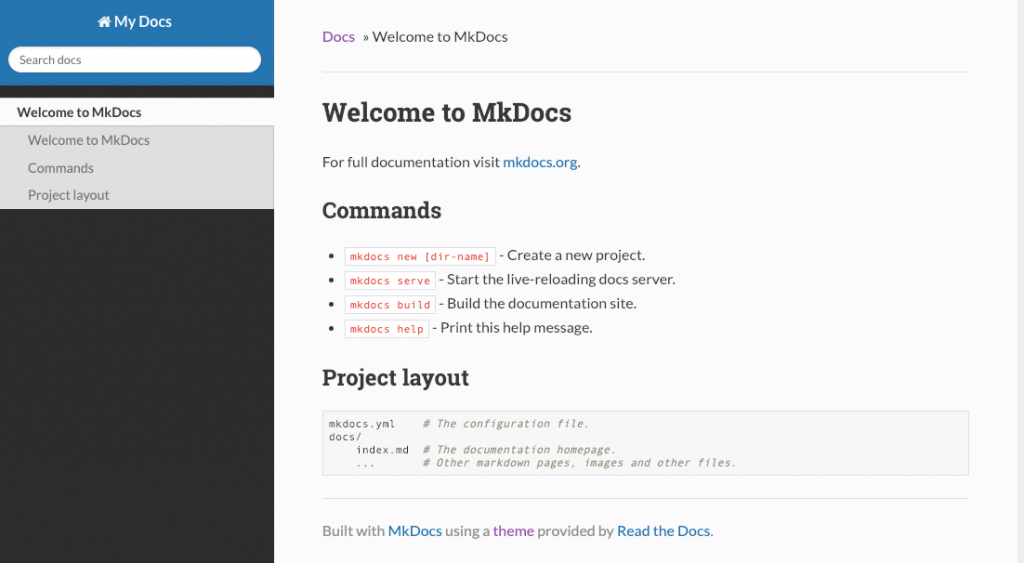 My Docs
Search docs
Welcome to MkDocs
Welcome to MkDocs
Commands
Project layout
Docs » Welcome to MkDocs
Welcome to MkDocs
For full documentation visit mkdocs.org.
Commands
• mkdocs new [dir-name] - Create a new project.
• mkdocs serve - Start the live-reloading docs server.
• mkdocs build - Build the documentation site.
• mkdocs help - Print this help message.
Project layout
mkdocs.yml    # The configuration file.
docs/
    index.md  # The documentation homepage.
    ...       # Other markdown pages, images and other files.
Built with MkDocs using a theme provided by Read the Docs.